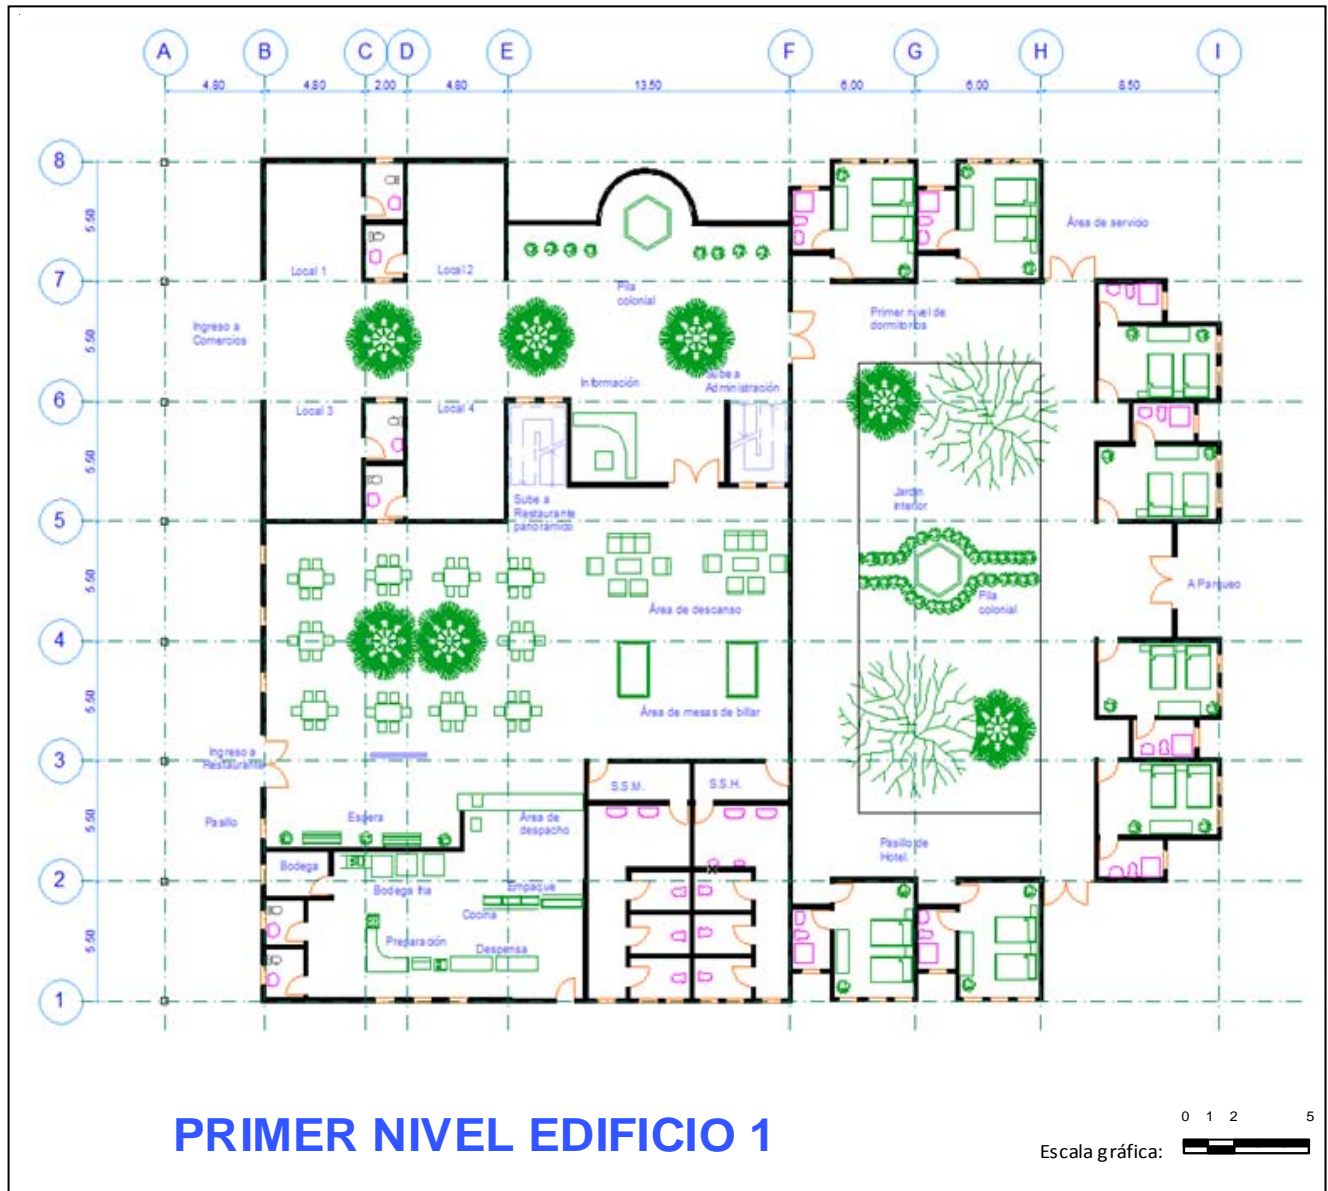 A B C D E F G H I
4.80 4.80 2.00 4.80 13.50 6.00 6.00 8.50
8
5.50
Área de servicio
Local 1
Local 2
7
Pila
colonial
Primer nivel de
dormitorios
Ingreso a
Comercios
5.50
Información
Sube a
Administración
6
Local 3
Local 4
5.50
Jardín
Interior
Sube a
Restaurante
panorámico
5
5.50
A Parqueo
Pila
colonial
Área de descanso
4
5.50
Área de mesas de billar
3
Ingreso a
Restaurante
S.S.M.
S.S.H.
5.50
Pasillo
Espera
Área de
despacho
Pasillo de
Hotel
Bodega
2
Bodega fria
Empaque
Cocina
5.50
Preparación
Despensa
1
PRIMER NIVEL EDIFICIO 1
0 1 2 5
Escala gráfica: